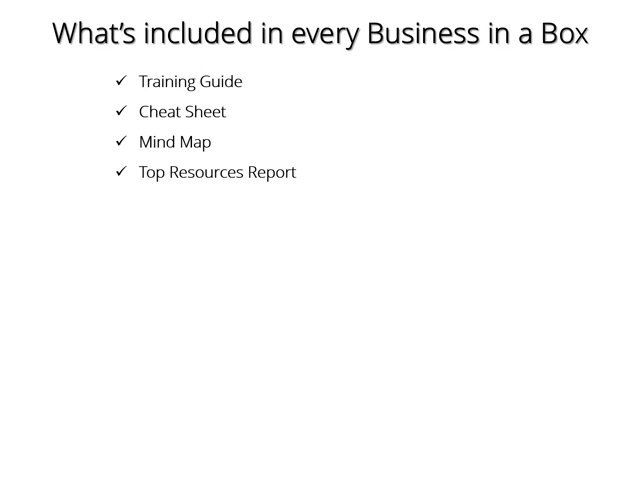 What’s included in every Business in a Box
✓ Training Guide
✓ Cheat Sheet
✓ Mind Map
✓ Top Resources Report